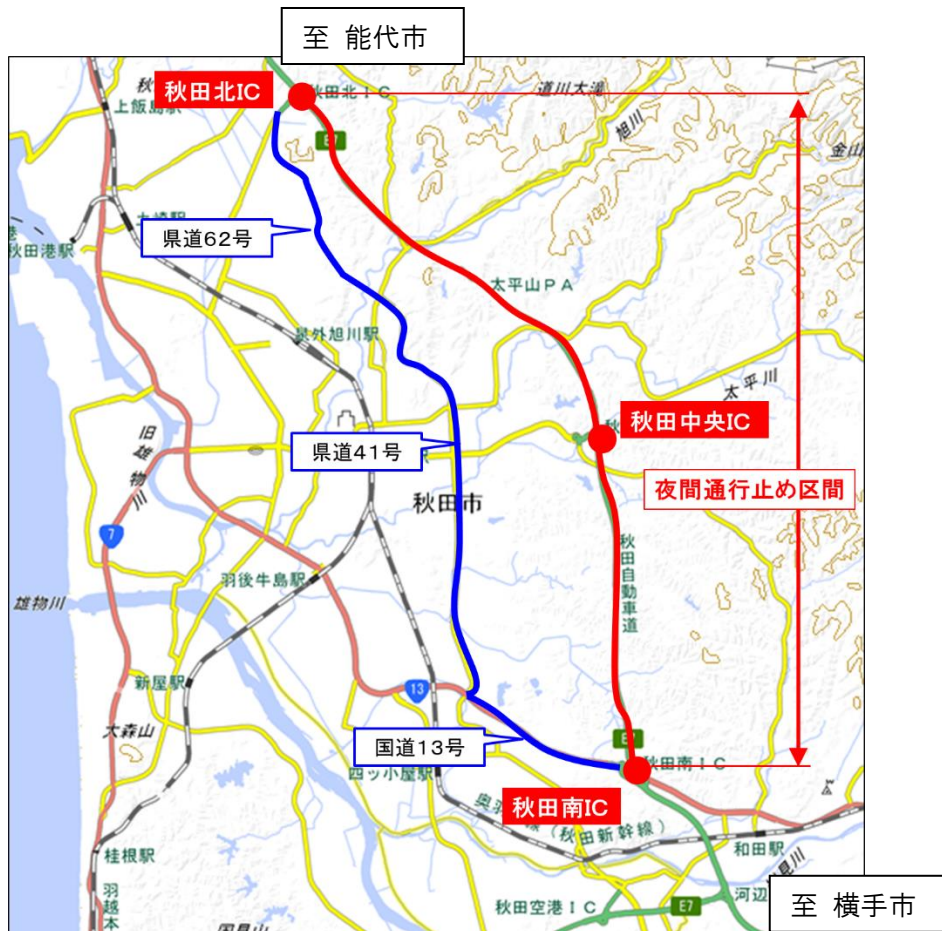 至 能代市
秋田北IC
秋田北IC
上飯島駅
道川大滝
旭川
金山
E7
県道62号
秋田港駅
太平山PA
泉外旭川駅
太平川
秋田中央IC
県道41号
旧雄物川
夜間通行止め区間
秋田市
7
秋田自動車道
羽後牛島駅
雄物川
新屋駅
13
大森山
国道13号
E7
秋田南IC
四ッ小屋駅
秋田南IC
(秋田新幹線)
和田駅
桂根駅
河辺
羽越本
秋田空港IC
E7
至 横手市